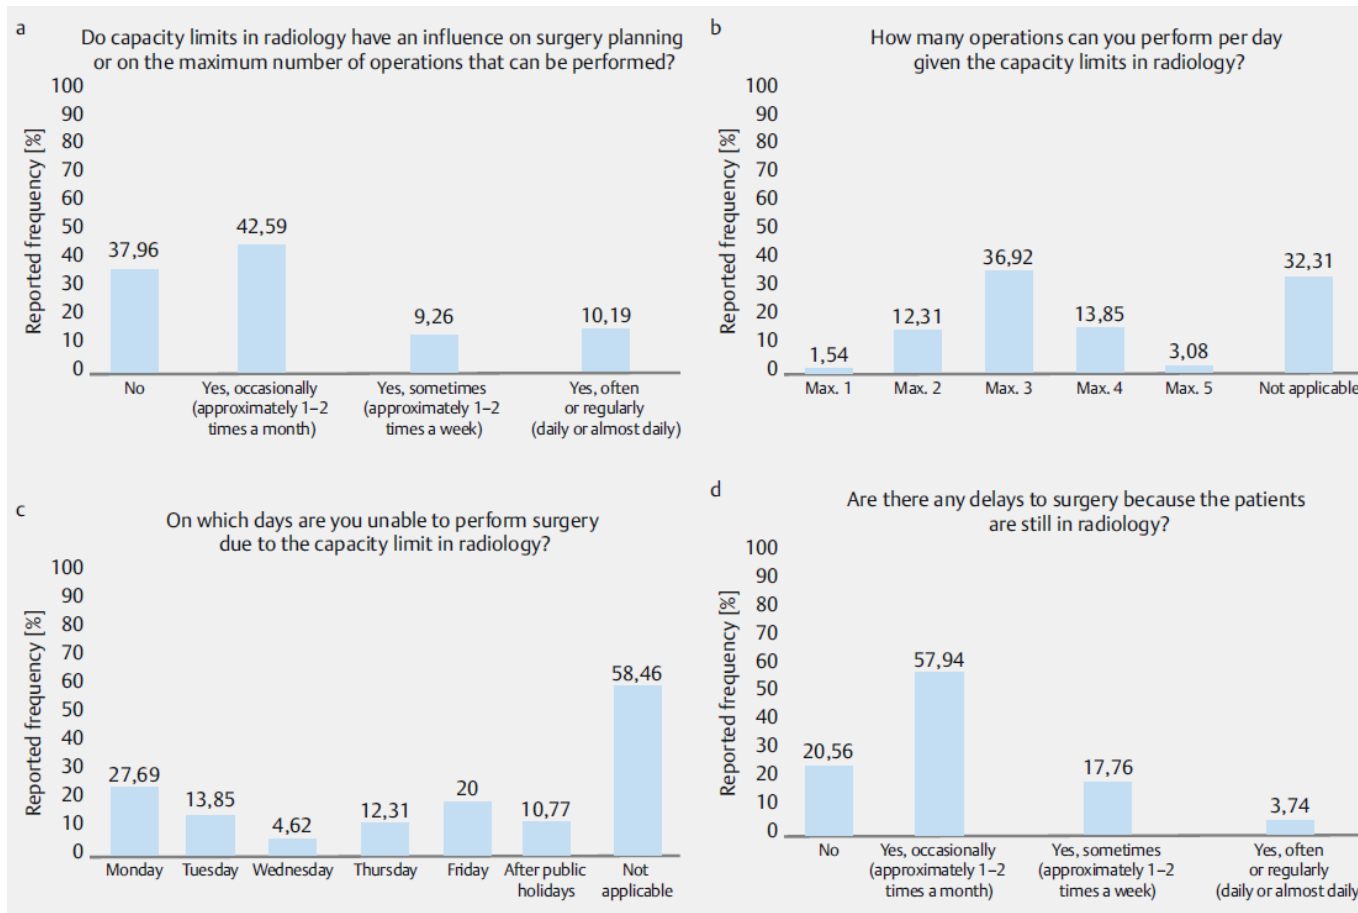 a
Do capacity limits in radiology have an influence on surgery planning
or on the maximum number of operations that can be performed?
Reported frequency [%]
100
90
80
70
60
50
40
30
20
10
0
37,96
42,59
9,26
10,19
No
Yes, occasionally
(approximately 1–2
times a month)
Yes, sometimes
(approximately 1–2
times a week)
Yes, often
or regularly
(daily or almost daily)
b
How many operations can you perform per day
given the capacity limits in radiology?
Reported frequency [%]
100
90
80
70
60
50
40
30
20
10
0
1,54
12,31
36,92
13,85
3,08
32,31
Max. 1
Max. 2
Max. 3
Max. 4
Max. 5
Not applicable
c
On which days are you unable to perform surgery
due to the capacity limit in radiology?
Reported frequency [%]
100
90
80
70
60
50
40
30
20
10
0
27,69
13,85
4,62
12,31
20
10,77
58,46
Monday
Tuesday
Wednesday
Thursday
Friday
After public
holidays
Not
applicable
d
Are there any delays to surgery because the patients
are still in radiology?
Reported frequency [%]
100
90
80
70
60
50
40
30
20
10
0
20,56
57,94
17,76
3,74
No
Yes, occasionally
(approximately 1–2
times a month)
Yes, sometimes
(approximately 1–2
times a week)
Yes, often
or regularly
(daily or almost daily